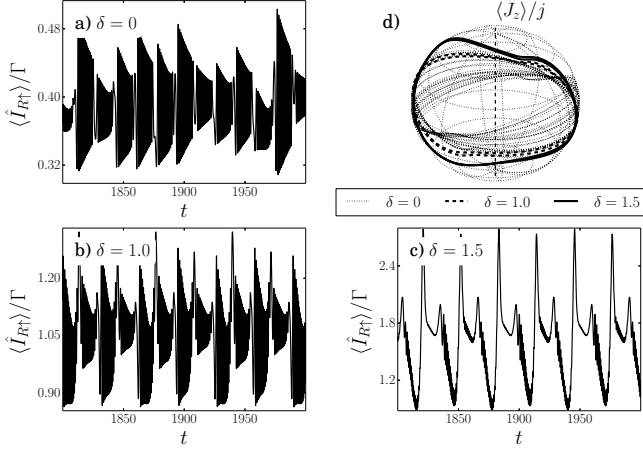 a) δ = 0
0.48
0.40
0.32
⟨Î_{R↑}⟩/Γ
1850
1900
1950
t
d)
⟨J_z⟩/j
δ = 0
δ = 1.0
δ = 1.5
b) δ = 1.0
1.20
1.05
0.90
⟨Î_{R↑}⟩/Γ
1850
1900
1950
t
c) δ = 1.5
2.4
1.8
1.2
⟨Î_{R↑}⟩/Γ
1850
1900
1950
t